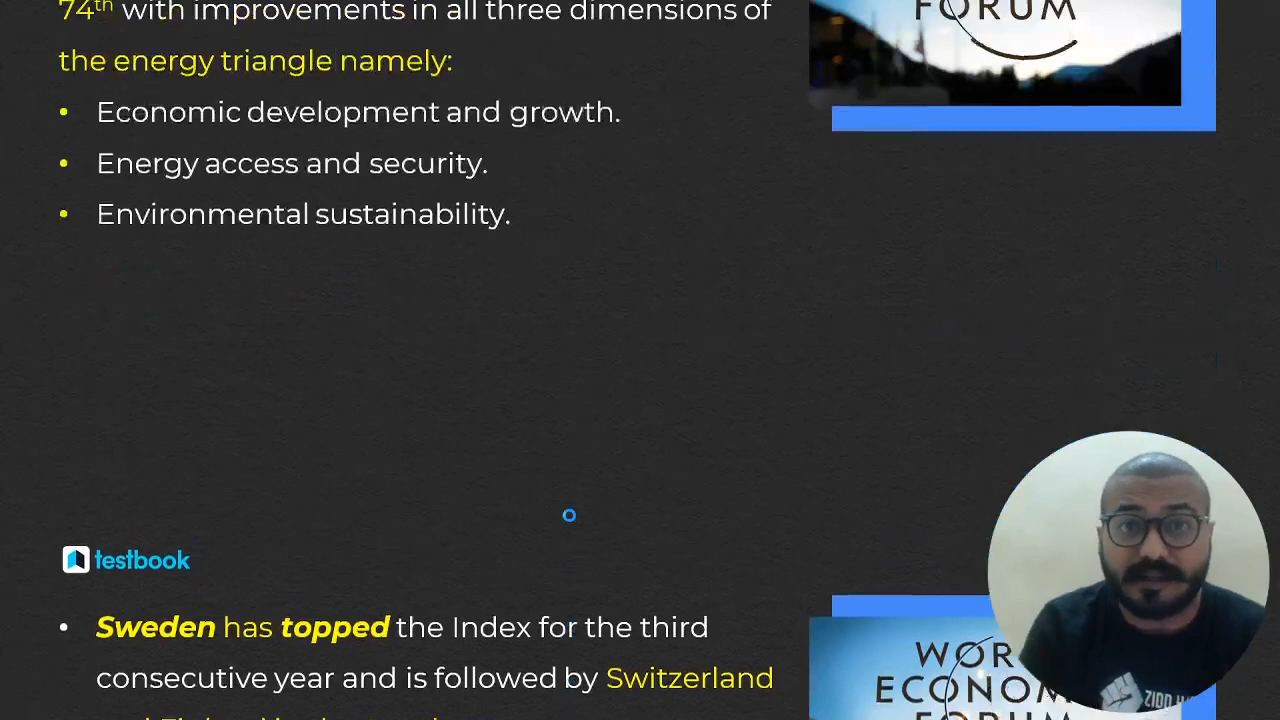 74th with improvements in all three dimensions of
the energy triangle namely:
• Economic development and growth.
• Energy access and security.
• Environmental sustainability.
FORUM
testbook
• Sweden has topped the Index for the third
consecutive year and is followed by Switzerland
WOR
ECONOM
FORUM
ZIDD